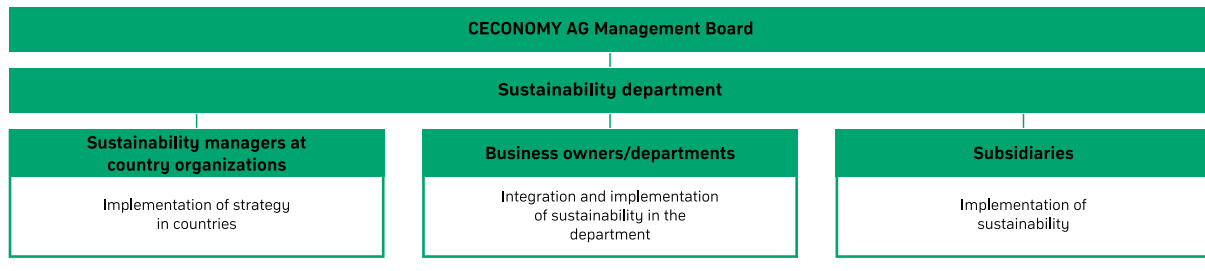 CECONOMY AG Management Board
Sustainability department
Sustainability managers at
country organizations
Implementation of strategy
in countries
Business owners/departments
Integration and implementation
of sustainability in the
department
Subsidiaries
Implementation of
sustainability